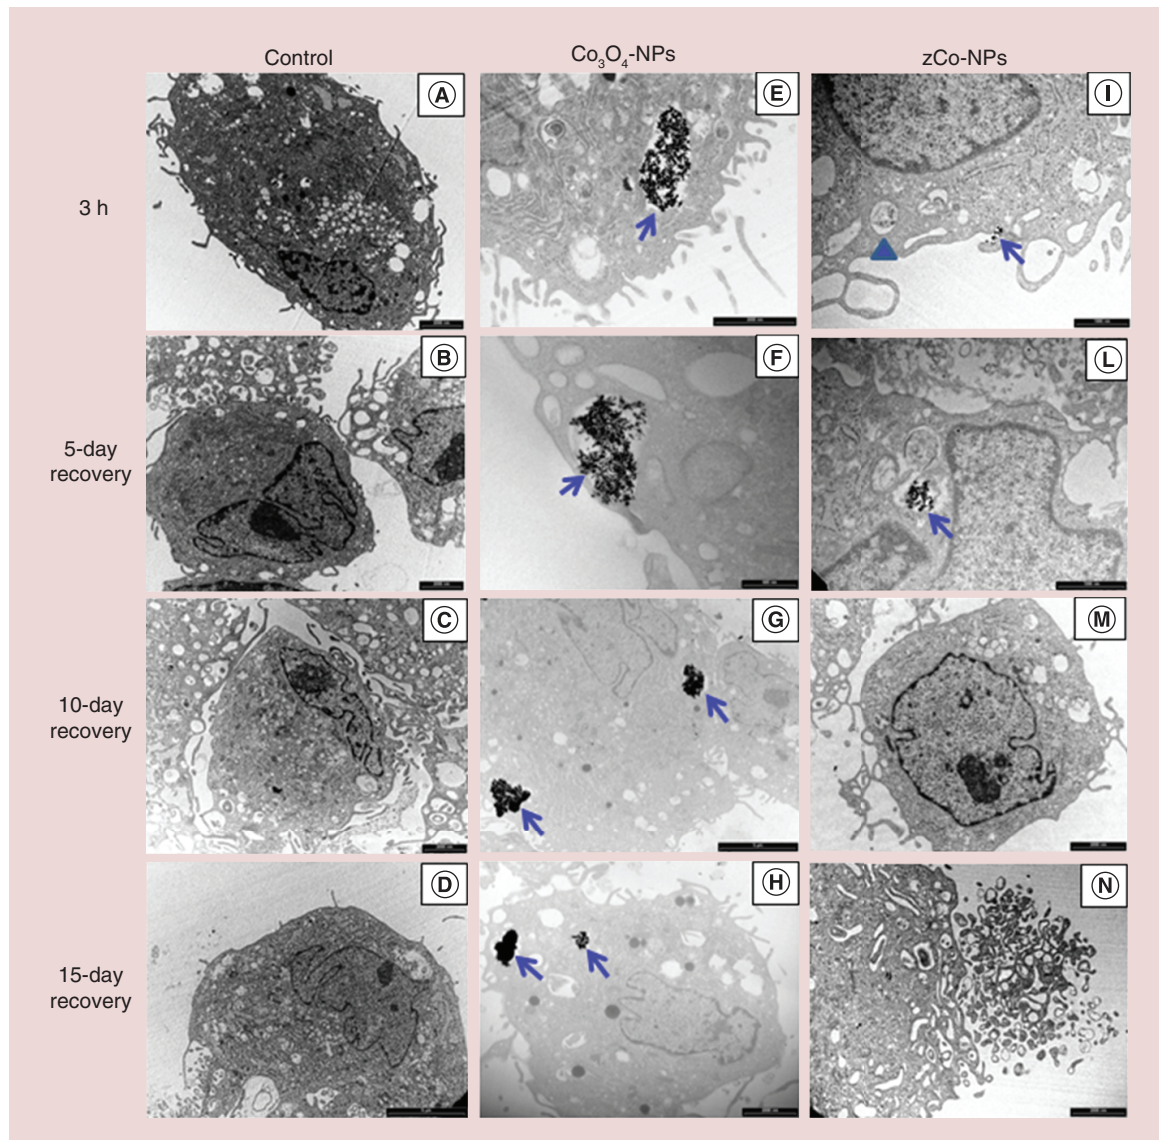 Control
Co3O4-NPs
zCo-NPs
A
E
I
3 h
B
F
L
5-day
recovery
C
G
M
10-day
recovery
D
H
N
15-day
recovery